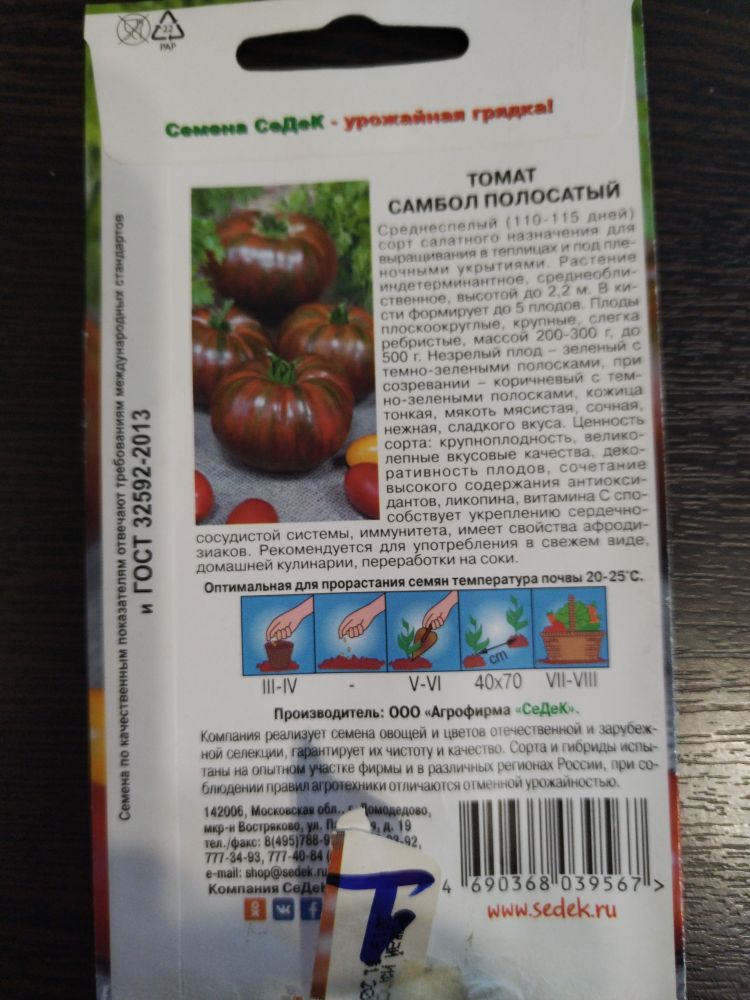 22
PAP
Семена СеДеК - урожайная грядка!
ТОМАТ
САМБОЛ ПОЛОСАТЫЙ
Среднеспелый (110-115 дней)
сорт салатного назначения для
выращивания в теплицах и под пле-
ночными укрытиями. Растение
индетерминантное, среднеобли-
ственное, высотой до 2,2 м. В ки-
сти формирует до 5 плодов. Плоды
плоскоокруглые, крупные, слегка
ребристые, массой 200-300 г, до
500 г. Незрелый плод – зеленый с
темно-зелеными полосками, при
созревании – коричневый с тем-
но-зелеными полосками, кожица
тонкая, мякоть мясистая, сочная,
нежная, сладкого вкуса. Ценность
сорта: крупноплодность, велико-
лепные вкусовые качества, деко-
ративность плодов, сочетание
высокого содержания антиокси-
дантов, ликопина, витамина С спо-
собствует укреплению сердечно-
сосудистой системы, иммунитета, имеет свойства афроди-
зиаков. Рекомендуется для употребления в свежем виде,
домашней кулинарии, переработки на соки.
Оптимальная для прорастания семян температура почвы 20-25°С.
cm
III-IV - V-VI 40x70 VII-VIII
Производитель: ООО «Агрофирма «СеДеК».
Компания реализует семена овощей и цветов отечественной и зарубеж-
ной селекции, гарантирует их чистоту и качество. Сорта и гибриды испы-
таны на опытном участке фирмы и в различных регионах России, при со-
блюдении правил агротехники отличаются отменной урожайностью.
142006, Московская обл., г. Домодедово,
мкр-н Востряково, ул. д. 19
тел./факс: 8(495)788-9
777-34-93, 777-40-84
e-mail: shop@sedek.ru
Компания СеДеК
4 690368 039567 >
www.sedek.ru
Т
Семена по качественным показателям отвечают требованиям международных стандартов
и ГОСТ 32592-2013